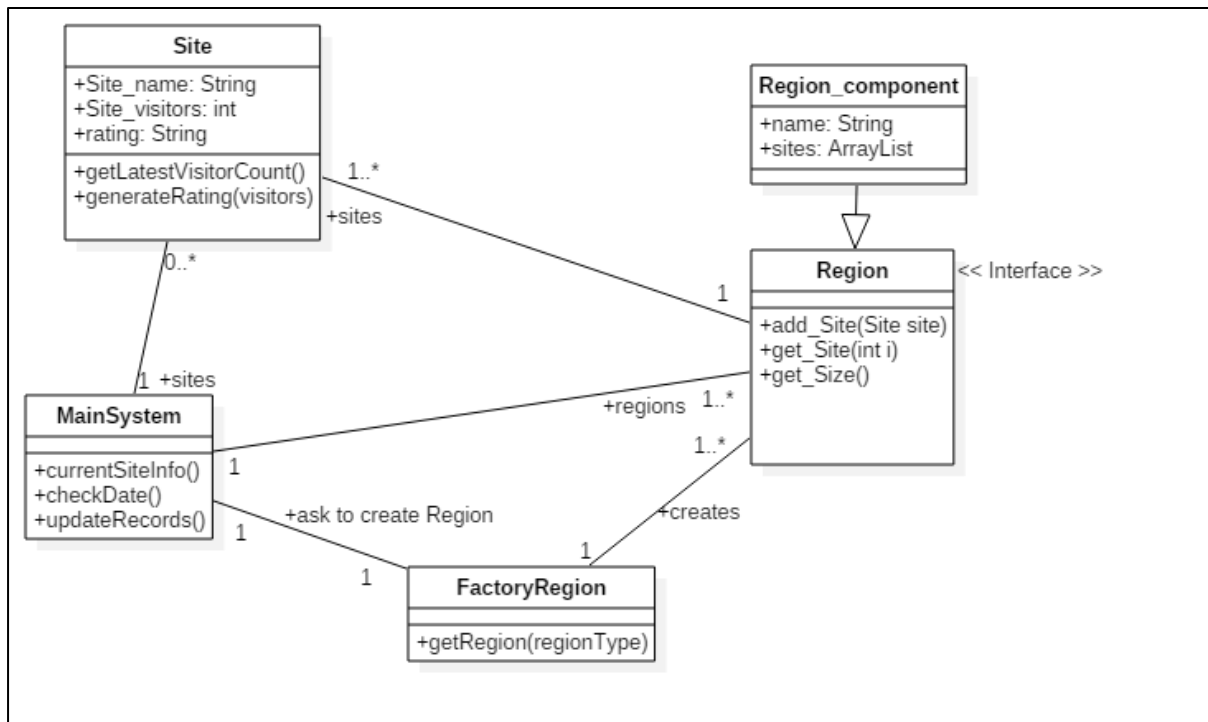 Site
+Site_name: String
+Site_visitors: int
+rating: String
+getLatestVisitorCount()
+generateRating(visitors)
Region_component
+name: String
+sites: ArrayList
1..*
+sites
0..*
1
Region
<< Interface >>
+add_Site(Site site)
+get_Site(int i)
+get_Size()
1 +sites
MainSystem
+currentSiteInfo()
+checkDate()
+updateRecords()
+regions
1..*
1
1..*
+ask to create Region
+creates
1
1
1
FactoryRegion
+getRegion(regionType)